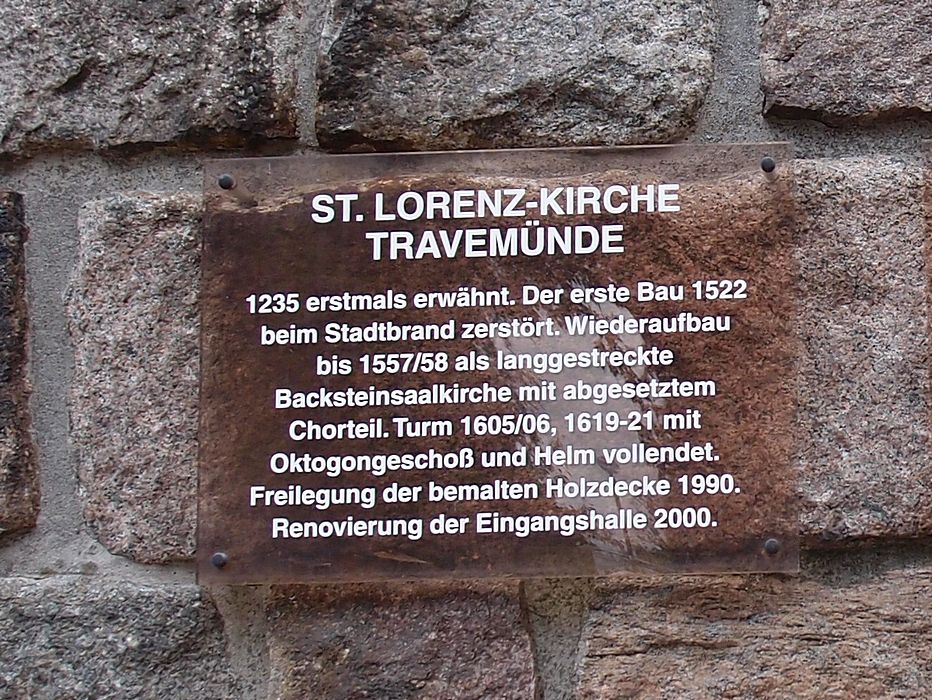 ST. LORENZ-KIRCHE
TRAVEMÜNDE
1235 erstmals erwähnt. Der erste Bau 1522
beim Stadtbrand zerstört. Wiederaufbau
bis 1557/58 als langgestreckte
Backsteinsaalkirche mit abgesetztem
Chorteil. Turm 1605/06, 1619-21 mit
Oktogongeschoß und Helm vollendet.
Freilegung der bemalten Holzdecke 1990.
Renovierung der Eingangshalle 2000.